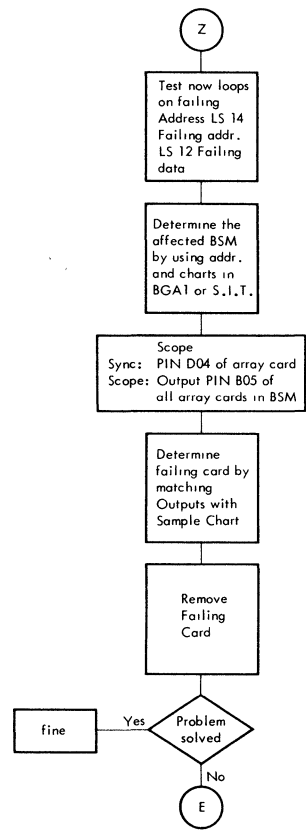 Z
Test now loops
on failing
Address LS 14
Failing addr.
LS 12 Failing
data
Determine the
affected BSM
by using addr.
and charts in
BGA1 or S.I.T.
Scope
Sync: PIN D04 of array card
Scope: Output PIN B05 of
all array cards in BSM
Determine
failing card by
matching
Outputs with
Sample Chart
Remove
Failing
Card
Problem
solved
Yes
fine
No
E